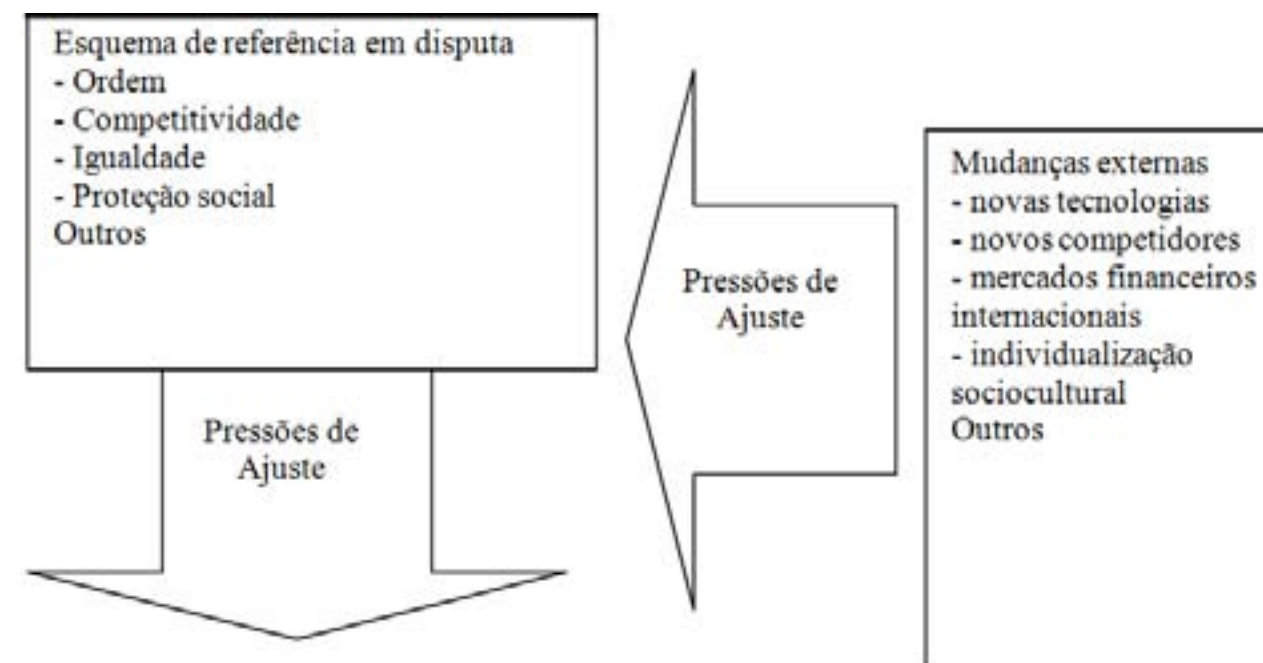 Esquema de referência em disputa
- Ordem
- Competitividade
- Igualdade
- Proteção social
Outros
Pressões de
Ajuste
Pressões de
Ajuste
Mudanças externas
- novas tecnologias
- novos competidores
- mercados financeiros
internacionais
- individualização
sociocultural
Outros